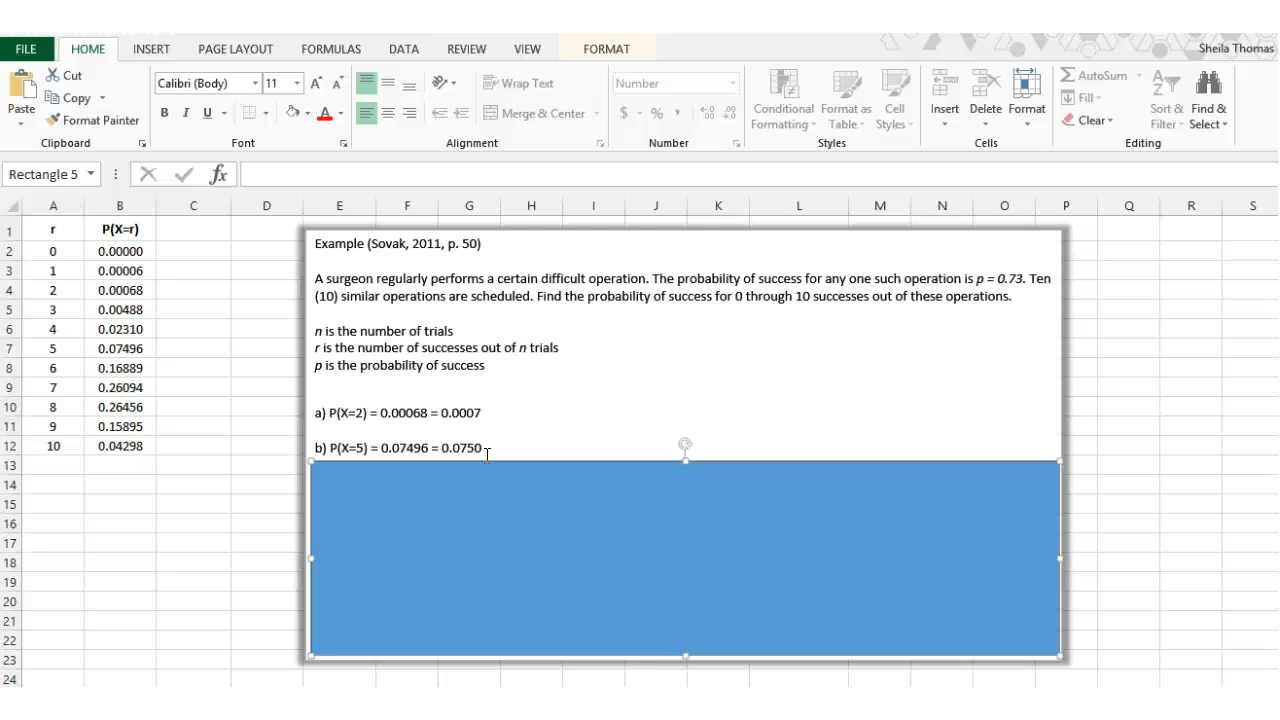 Sheila Thomas
FILE HOME INSERT PAGE LAYOUT FORMULAS DATA REVIEW VIEW FORMAT
Paste
Cut
Copy
Format Painter
Clipboard
Calibri (Body) 11
B I U
Font
Wrap Text
Merge & Center
Alignment
Number
$ %
Number
Conditional Formatting
Format as Table
Cell Styles
Styles
Insert Delete Format
Cells
AutoSum
Fill
Clear
Sort & Filter
Find & Select
Editing
Rectangle 5
fx
A B C D E F G H I J K L M N O P Q R S
1 r P(X=r)
2 0 0.00000
3 1 0.00006
4 2 0.00068
5 3 0.00488
6 4 0.02310
7 5 0.07496
8 6 0.16889
9 7 0.26094
10 8 0.26456
11 9 0.15895
12 10 0.04298
13
14
15
16
17
18
19
20
21
22
23
24
Example (Sovak, 2011, p. 50)
A surgeon regularly performs a certain difficult operation. The probability of success for any one such operation is p = 0.73. Ten
(10) similar operations are scheduled. Find the probability of success for 0 through 10 successes out of these operations.
n is the number of trials
r is the number of successes out of n trials
p is the probability of success
a) P(X=2) = 0.00068 = 0.0007
b) P(X=5) = 0.07496 = 0.0750